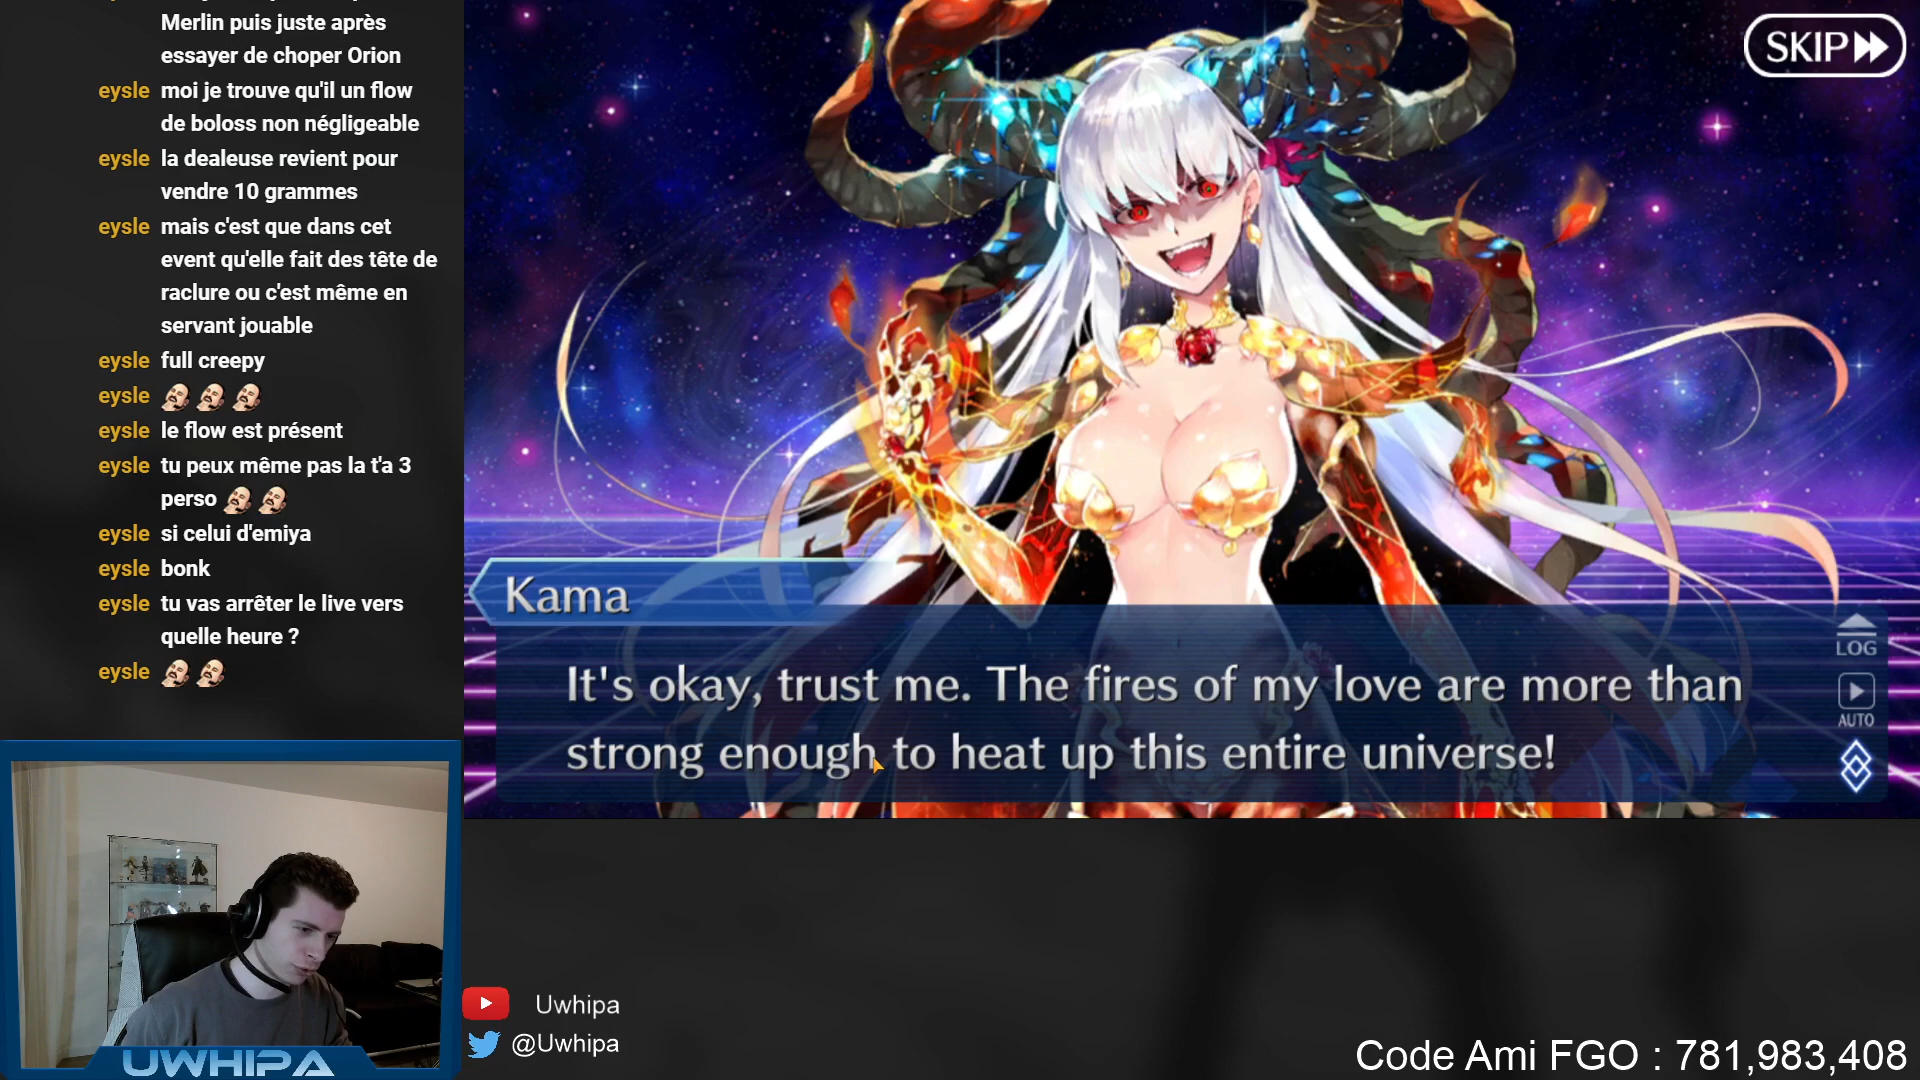 Merlin puis juste après
essayer de choper Orion
eysle moi je trouve qu'il un flow
de boloss non négligeable
eysle la dealeuse revient pour
vendre 10 grammes
eysle mais c'est que dans cet
event qu'elle fait des tête de
raclure ou c'est même en
servant jouable
eysle full creepy
eysle
eysle le flow est présent
eysle tu peux même pas la t'a 3
perso
eysle si celui d'emiya
eysle bonk
eysle tu vas arrêter le live vers
quelle heure ?
eysle
SKIP
Kama
It's okay, trust me. The fires of my love are more than
strong enough to heat up this entire universe!
LOG
AUTO
UWHIPA
Uwhipa
@Uwhipa
Code Ami FGO : 781,983,408